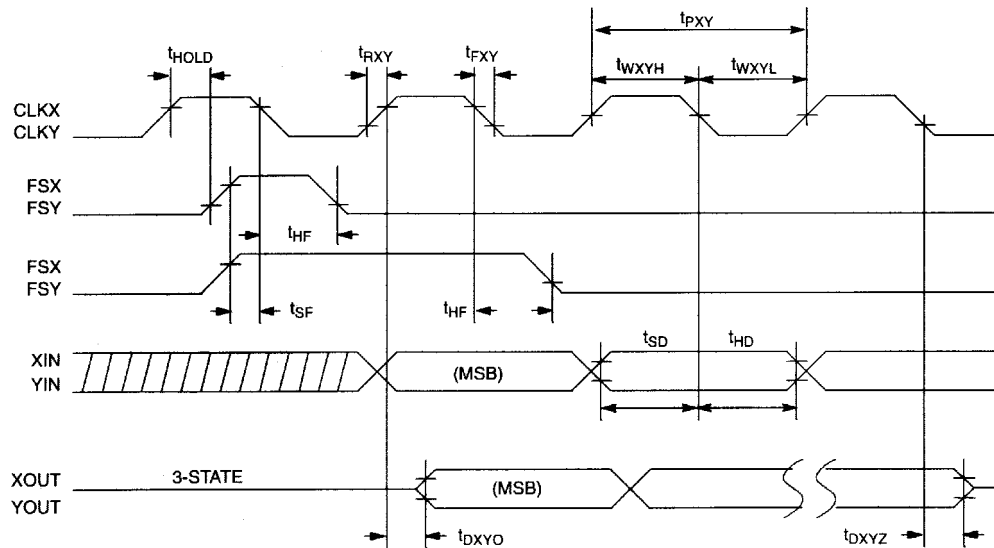 tPXY
tHOLD
tRXY
tFXY
tWXYH
tWXYL
CLKX
CLKY
FSX
FSY
tHF
FSX
FSY
tSF
tHF
tSD
tHD
XIN
YIN
(MSB)
XOUT
YOUT
3-STATE
(MSB)
tDXYO
tDXYZ